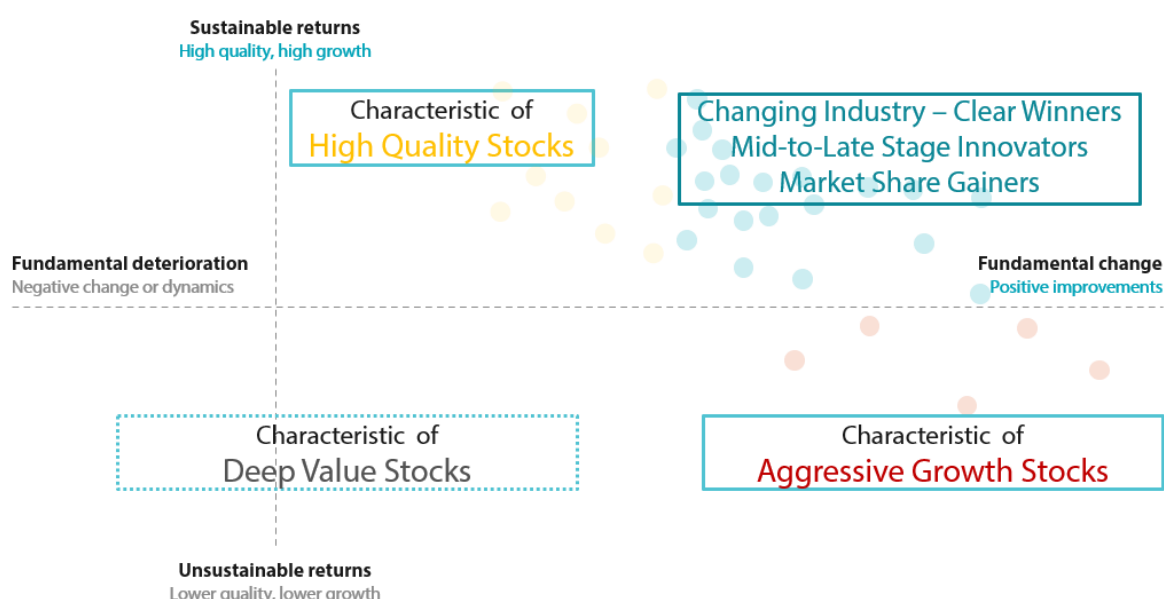 Sustainable returns
High quality, high growth
Characteristic of
High Quality Stocks
Changing Industry – Clear Winners
Mid-to-Late Stage Innovators
Market Share Gainers
Fundamental deterioration
Negative change or dynamics
Fundamental change
Positive improvements
Characteristic of
Deep Value Stocks
Characteristic of
Aggressive Growth Stocks
Unsustainable returns
Lower quality, lower growth